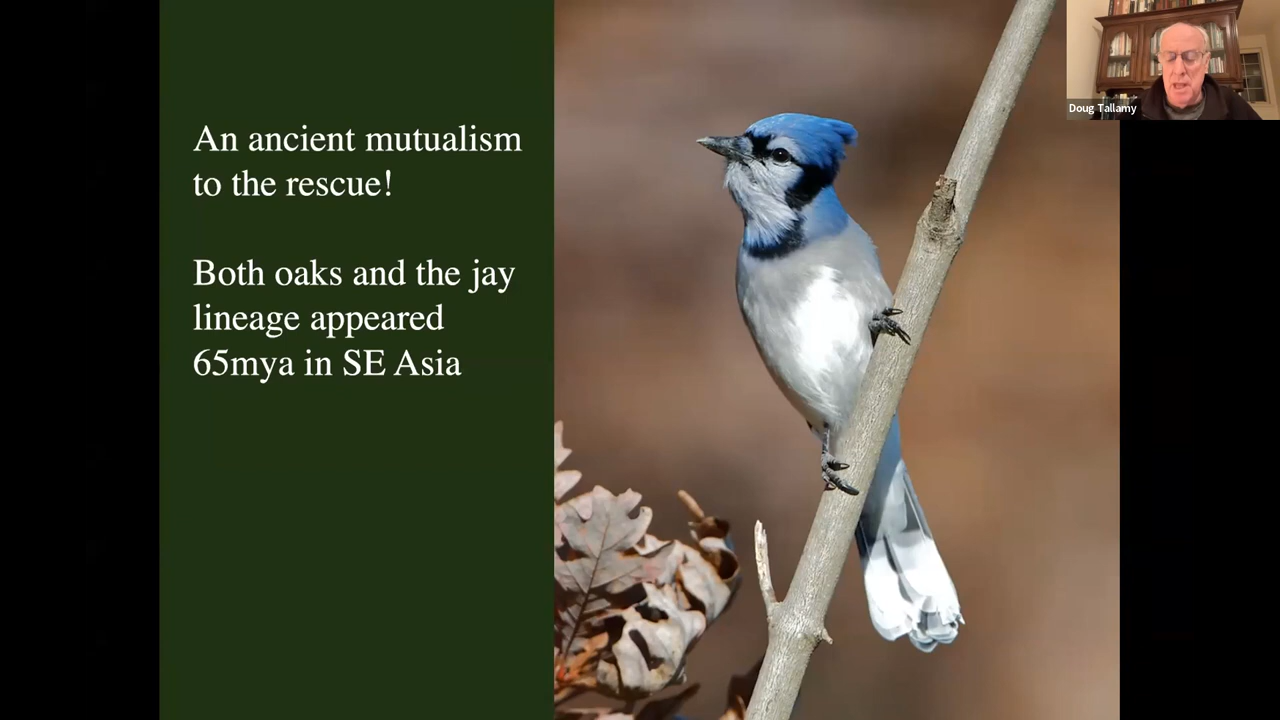 An ancient mutualism
to the rescue!
Both oaks and the jay
lineage appeared
65mya in SE Asia
Doug Tallamy